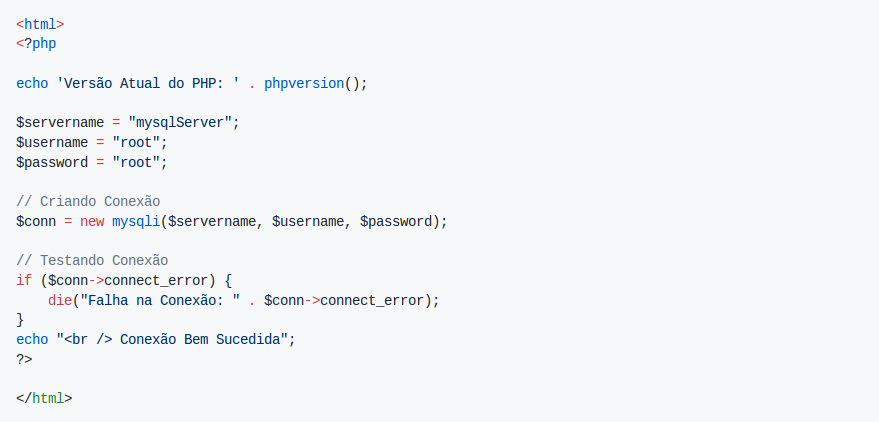 <html>
<?php
echo 'Versão Atual do PHP: ' . phpversion();
$servername = "mysqlServer";
$username = "root";
$password = "root";
// Criando Conexão
$conn = new mysqli($servername, $username, $password);
// Testando Conexão
if ($conn->connect_error) {
    die("Falha na Conexão: " . $conn->connect_error);
}
echo "<br /> Conexão Bem Sucedida";
?>
</html>